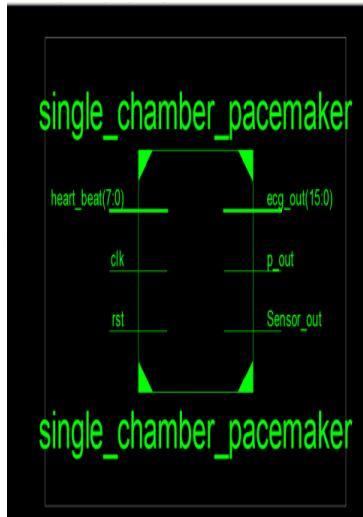 single_chamber_pacemaker
heart_beat(7:0)
ecg_out(15:0)
clk
p_out
rst
Sensor_out
single_chamber_pacemaker